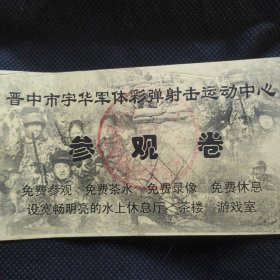 晋中市宇华军体彩弹射击运动中心
参观卷
免费参观 免费茶水 免费录像 免费休息
设宽畅明亮的水上休息厅 茶楼 游戏室